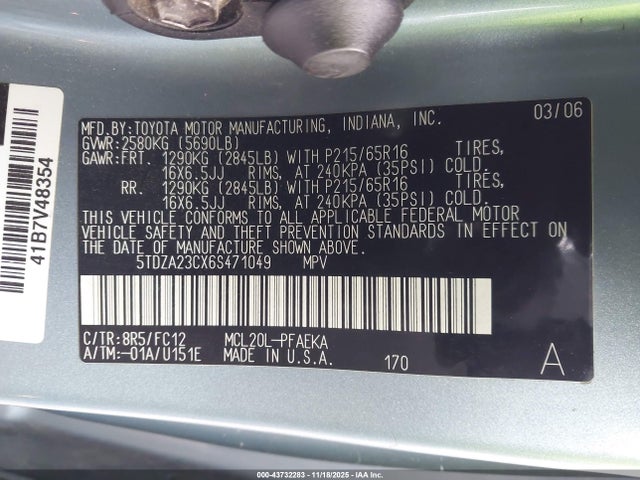 03/06
MFD.BY:TOYOTA MOTOR MANUFACTURING, INDIANA, INC.
GVWR:2580KG (5690LB)
GAWR:FRT. 1290KG (2845LB) WITH P215/65R16 TIRES,
16X6.5JJ RIMS, AT 240KPA (35PSI) COLD.
RR. 1290KG (2845LB) WITH P215/65R16 TIRES,
16X6.5JJ RIMS, AT 240KPA (35PSI) COLD.
THIS VEHICLE CONFORMS TO ALL APPLICABLE FEDERAL MOTOR
VEHICLE SAFETY AND THEFT PREVENTION STANDARDS IN EFFECT ON
THE DATE OF MANUFACTURE SHOWN ABOVE.
5TDZA23CX6S471049 MPV
C/TR:8R5/FC12 MCL20L-PFAEKA
A/TM:-01A/U151E MADE IN U.S.A. 170 A
41B7V48354
000-43732283 - 11/18/2025 - IAA Inc.